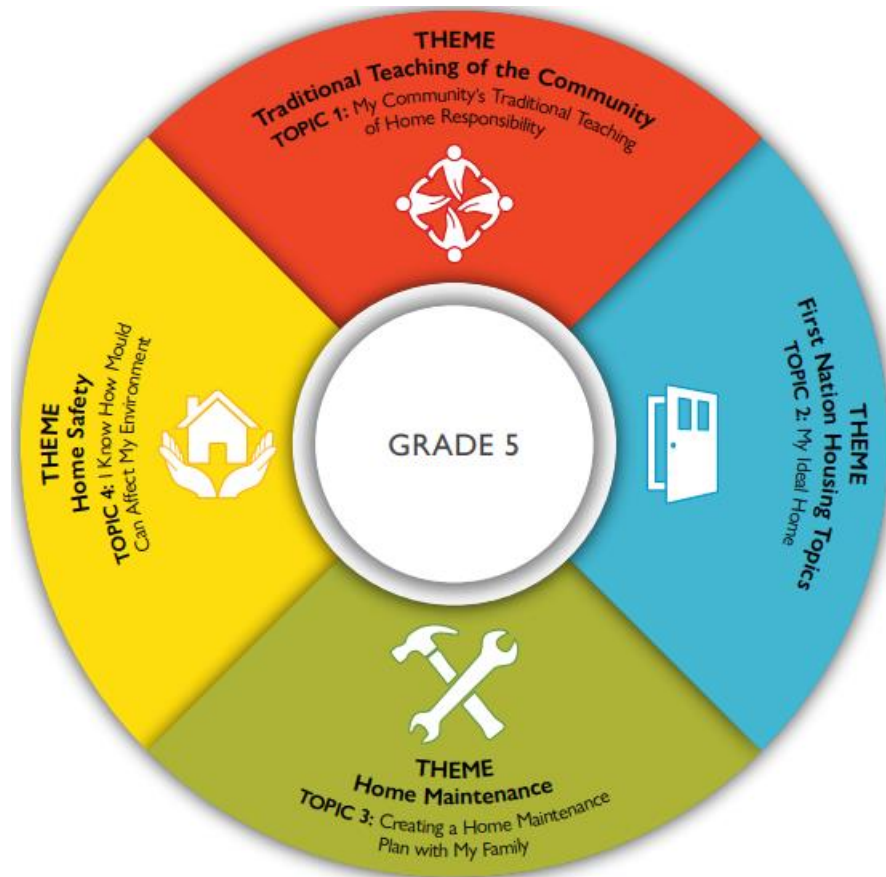 THEME
Traditional Teaching of the Community
TOPIC 1: My Community's Traditional Teaching
of Home Responsibility
THEME
First Nation Housing Topics
TOPIC 2: My Ideal Home
THEME
Home Maintenance
TOPIC 3: Creating a Home Maintenance
Plan with My Family
THEME
Home Safety
TOPIC 4: I Know How Mould
Can Affect My Environment
GRADE 5